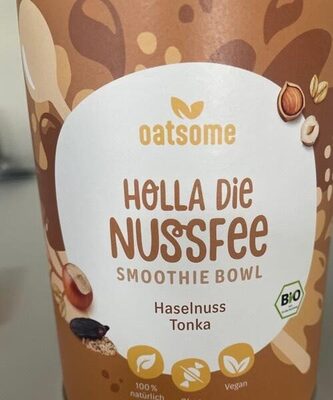 oatsome
HOLLA DiE
NUSSFEE
SMOOTHIE BOWL
Haselnuss
Tonka
BIO
100%
natürlich
Vegan